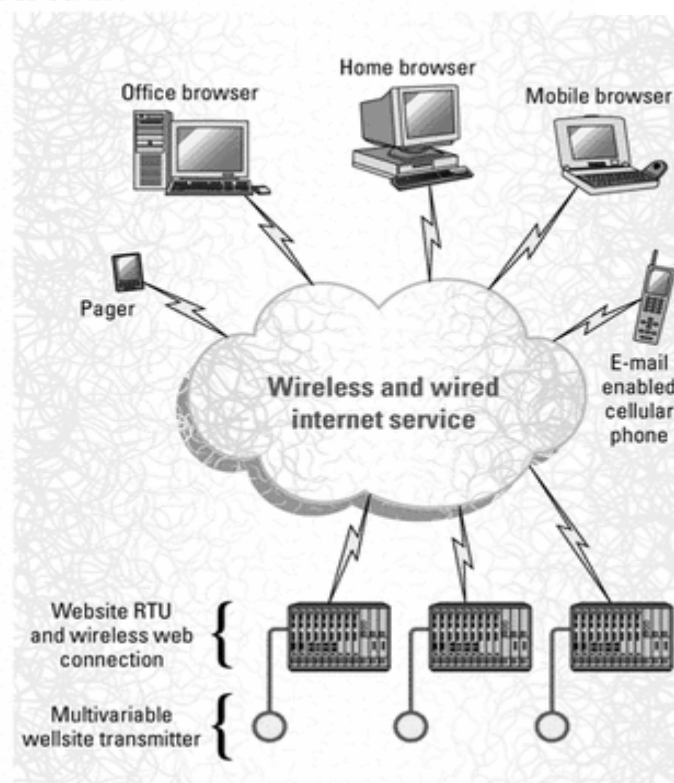 Home browser
Office browser
Mobile browser
Pager
E-mail
enabled
cellular
phone
Wireless and wired
internet service
Website RTU
and wireless web
connection
Multivariable
wellsite transmitter